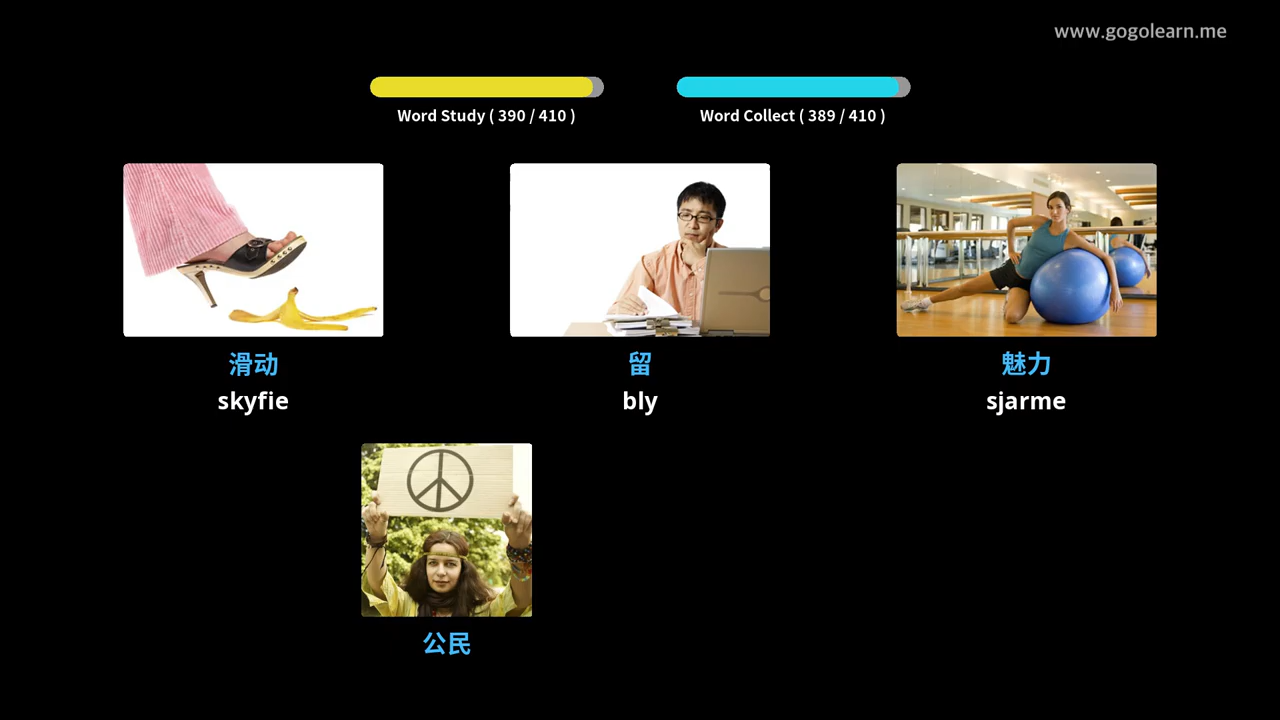 www.gogolearn.me
Word Study ( 390 / 410 )
Word Collect ( 389 / 410 )
滑动
skyfie
留
bly
魅力
sjarme
公民